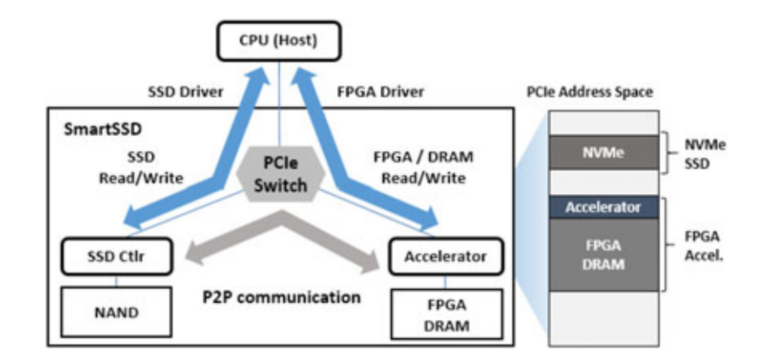 CPU (Host)
SSD Driver
FPGA Driver
PCIe Address Space
SmartSSD
SSD
Read/Write
PCIe
Switch
FPGA / DRAM
Read/Write
SSD Ctlr
Accelerator
P2P communication
NAND
FPGA
DRAM
NVMe
NVMe
SSD
Accelerator
FPGA
DRAM
FPGA
Accel.